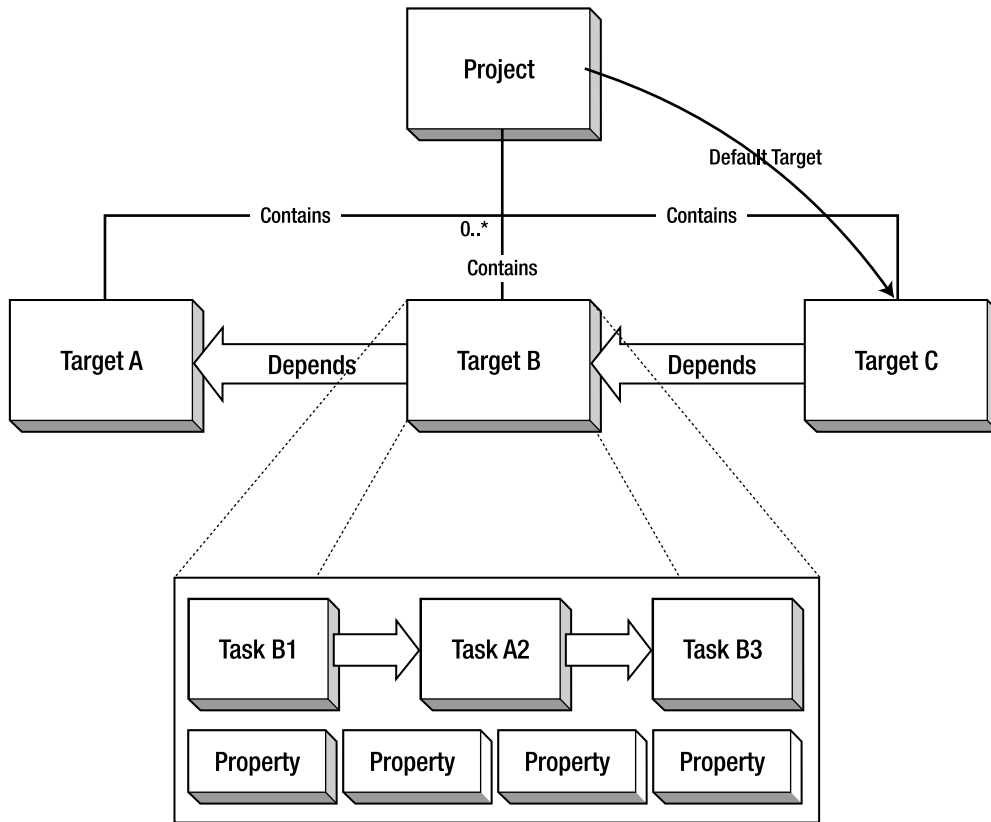 Project
Default Target
Contains
Contains
0..*
Contains
Target A
Depends
Target B
Depends
Target C
Task B1
Task A2
Task B3
Property
Property
Property
Property